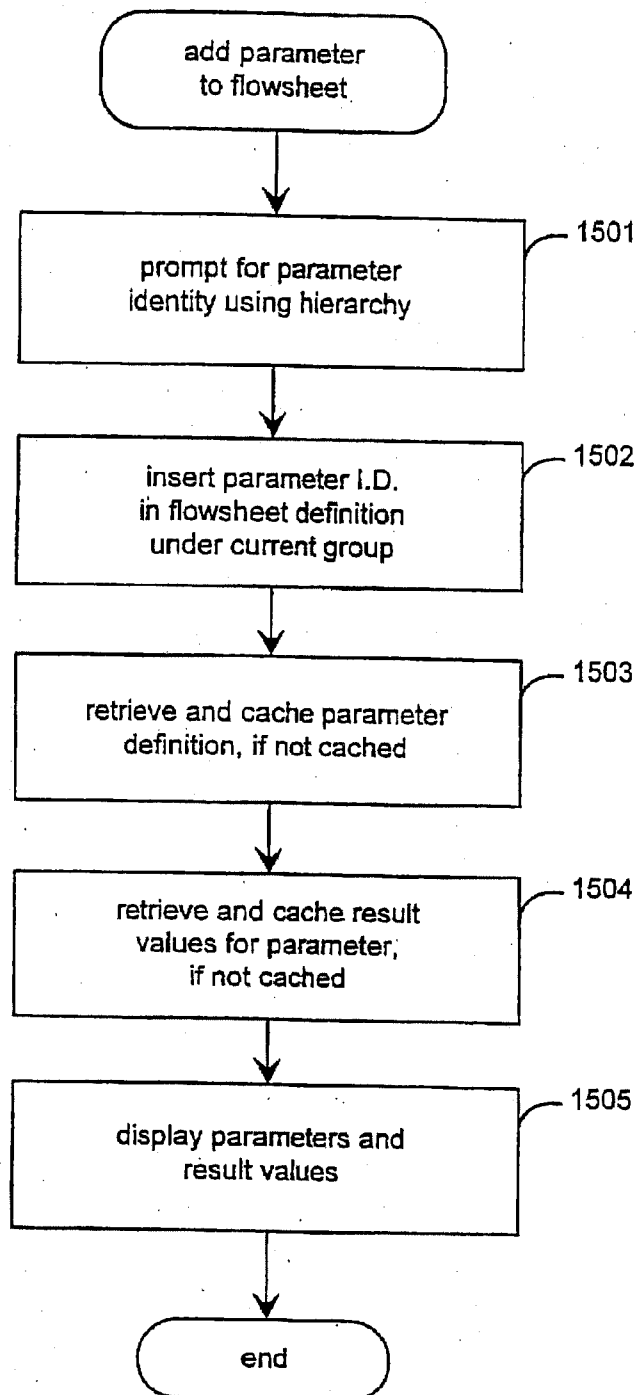 add parameter
to flowsheet
1501
prompt for parameter
identity using hierarchy
1502
insert parameter I.D.
in flowsheet definition
under current group
1503
retrieve and cache parameter
definition, if not cached
1504
retrieve and cache result
values for parameter,
if not cached
1505
display parameters and
result values
end